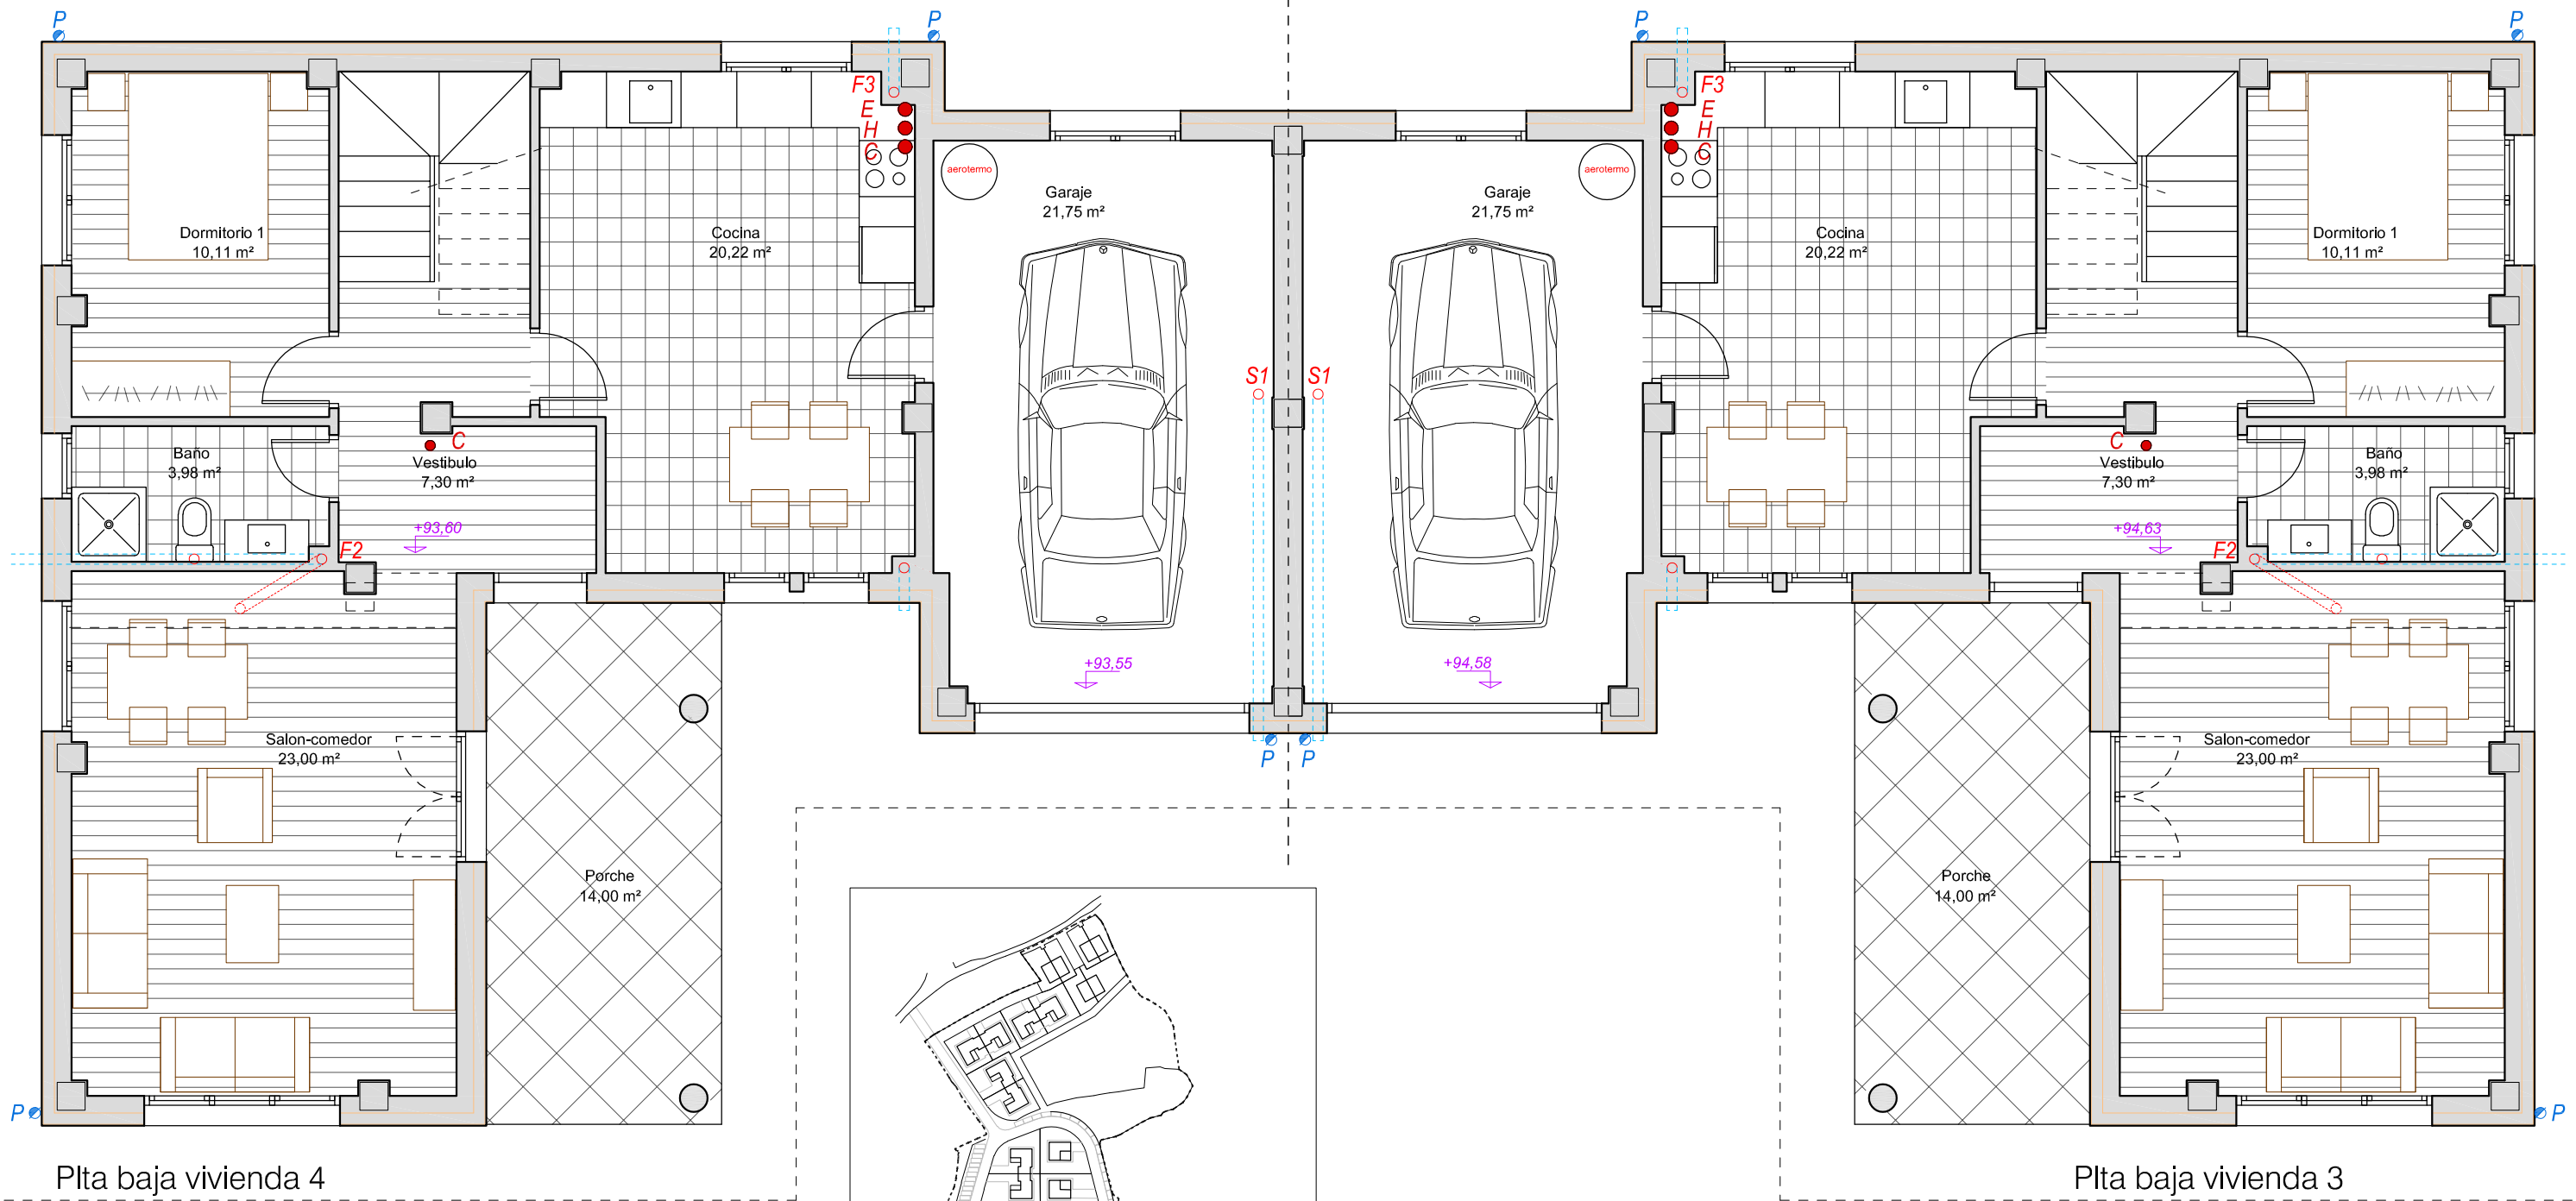 P
P
P
P
F3
E
H
C
F3
E
H
C
aerotermo
aerotermo
Garaje
21,75 m²
Garaje
21,75 m²
Dormitorio 1
10,11 m²
Cocina
20,22 m²
Cocina
20,22 m²
Dormitorio 1
10,11 m²
S1
S1
C
C
Baño
3,98 m²
Vestibulo
7,30 m²
Vestibulo
7,30 m²
Baño
3,98 m²
+93,60
+94,63
F2
F2
+93,55
+94,58
Salon-comedor
23,00 m²
P
P
Salon-comedor
23,00 m²
Porche
14,00 m²
Porche
14,00 m²
P
P
Plta baja vivienda 4
Plta baja vivienda 3